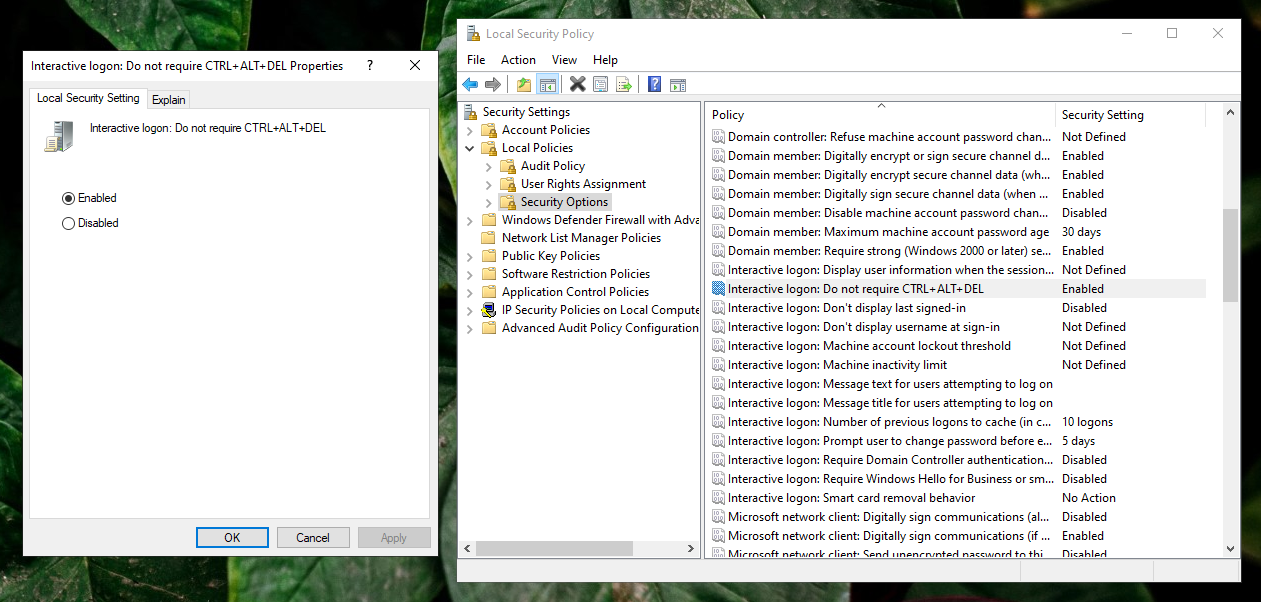 Interactive logon: Do not require CTRL+ALT+DEL Properties
?
Local Security Setting
Explain
Interactive logon: Do not require CTRL+ALT+DEL
Enabled
Disabled
OK
Cancel
Apply
Local Security Policy
File Action View Help
Security Settings
Account Policies
Local Policies
Audit Policy
User Rights Assignment
Security Options
Windows Defender Firewall with Adva
Network List Manager Policies
Public Key Policies
Software Restriction Policies
Application Control Policies
IP Security Policies on Local Compute
Advanced Audit Policy Configuration
Policy Security Setting
Domain controller: Refuse machine account password chan... Not Defined
Domain member: Digitally encrypt or sign secure channel d... Enabled
Domain member: Digitally encrypt secure channel data (wh... Enabled
Domain member: Digitally sign secure channel data (when ... Enabled
Domain member: Disable machine account password chan... Disabled
Domain member: Maximum machine account password age 30 days
Domain member: Require strong (Windows 2000 or later) se... Enabled
Interactive logon: Display user information when the session... Not Defined
Interactive logon: Do not require CTRL+ALT+DEL Enabled
Interactive logon: Don't display last signed-in Disabled
Interactive logon: Don't display username at sign-in Not Defined
Interactive logon: Machine account lockout threshold Not Defined
Interactive logon: Machine inactivity limit Not Defined
Interactive logon: Message text for users attempting to log on
Interactive logon: Message title for users attempting to log on
Interactive logon: Number of previous logons to cache (in c... 10 logons
Interactive logon: Prompt user to change password before e... 5 days
Interactive logon: Require Domain Controller authentication... Disabled
Interactive logon: Require Windows Hello for Business or sm... Disabled
Interactive logon: Smart card removal behavior No Action
Microsoft network client: Digitally sign communications (al... Disabled
Microsoft network client: Digitally sign communications (if ... Enabled
Microsoft network client: Send unencrypted password to thi... Disabled